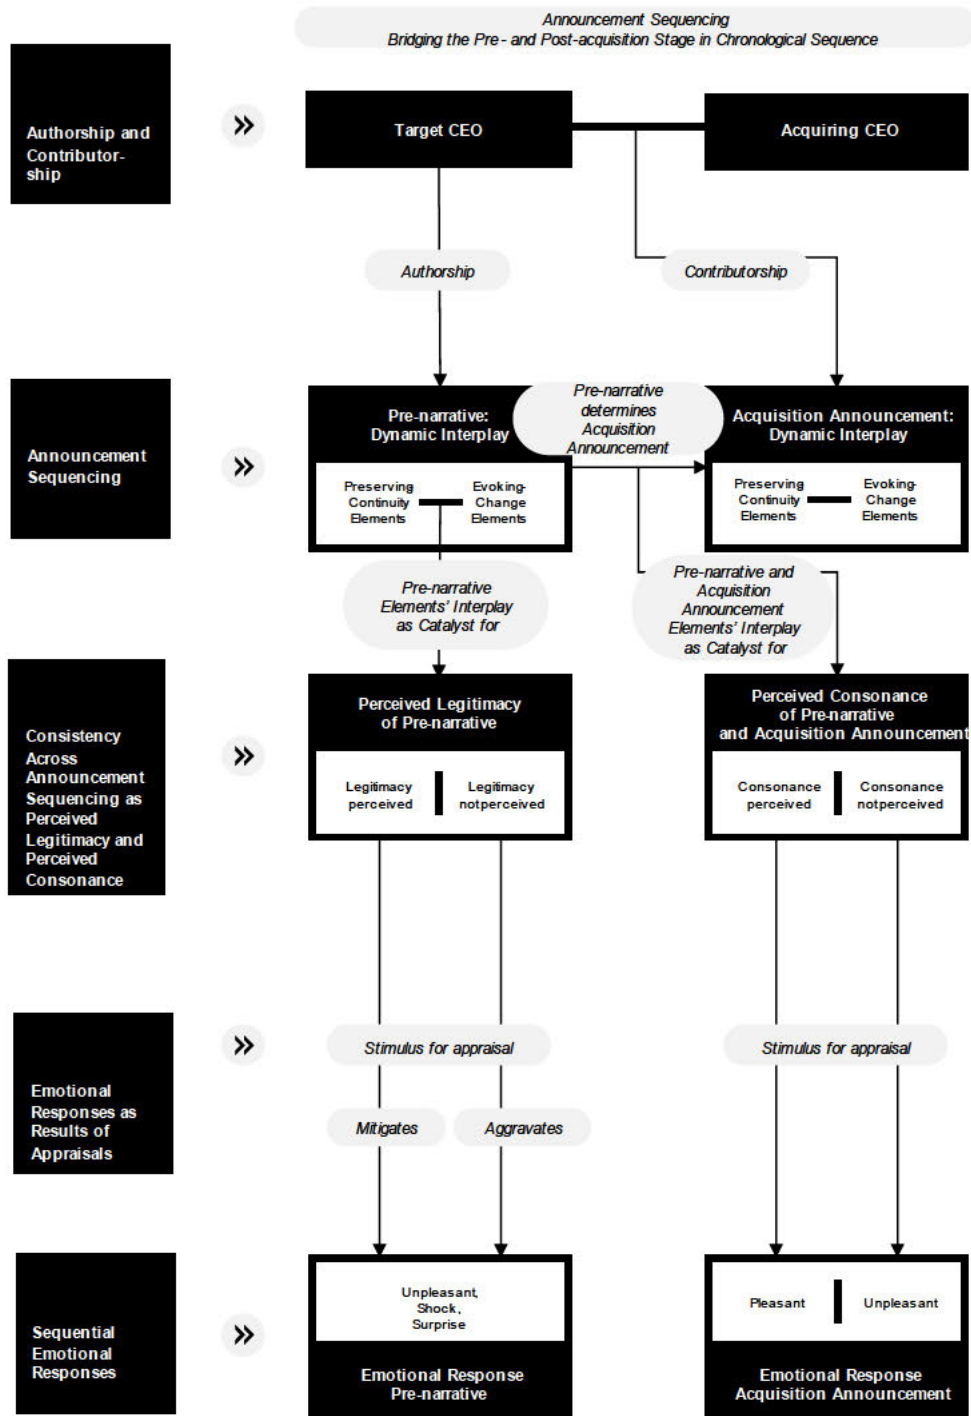 Announcement Sequencing
Bridging the Pre- and Post-acquisition Stage in Chronological Sequence
Authorship and
Contributor-
ship
»
Target CEO
Acquiring CEO
Authorship
Contributorship
Announcement
Sequencing
»
Pre-narrative:
Dynamic Interplay
Pre-narrative
determines
Acquisition
Announcement
Acquisition Announcement:
Dynamic Interplay
Preserving-
Continuity
Elements
Evoking-
Change
Elements
Preserving-
Continuity
Elements
Evoking-
Change
Elements
Pre-narrative
Elements' Interplay
as Catalyst for
Pre-narrative and
Acquisition
Announcement
Elements' Interplay
as Catalyst for
Consistency
Across
Announcement
Sequencing as
Perceived
Legitimacy and
Perceived
Consonance
»
Perceived Legitimacy
of Pre-narrative
Perceived Consonance
of Pre-narrative
and Acquisition Announcement
Legitimacy
perceived
Legitimacy
not perceived
Consonance
perceived
Consonance
not perceived
Emotional
Responses as
Results of
Appraisals
»
Stimulus for appraisal
Stimulus for appraisal
Mitigates
Aggravates
Sequential
Emotional
Responses
»
Unpleasant,
Shock,
Surprise
Pleasant
Unpleasant
Emotional Response
Pre-narrative
Emotional Response
Acquisition Announcement